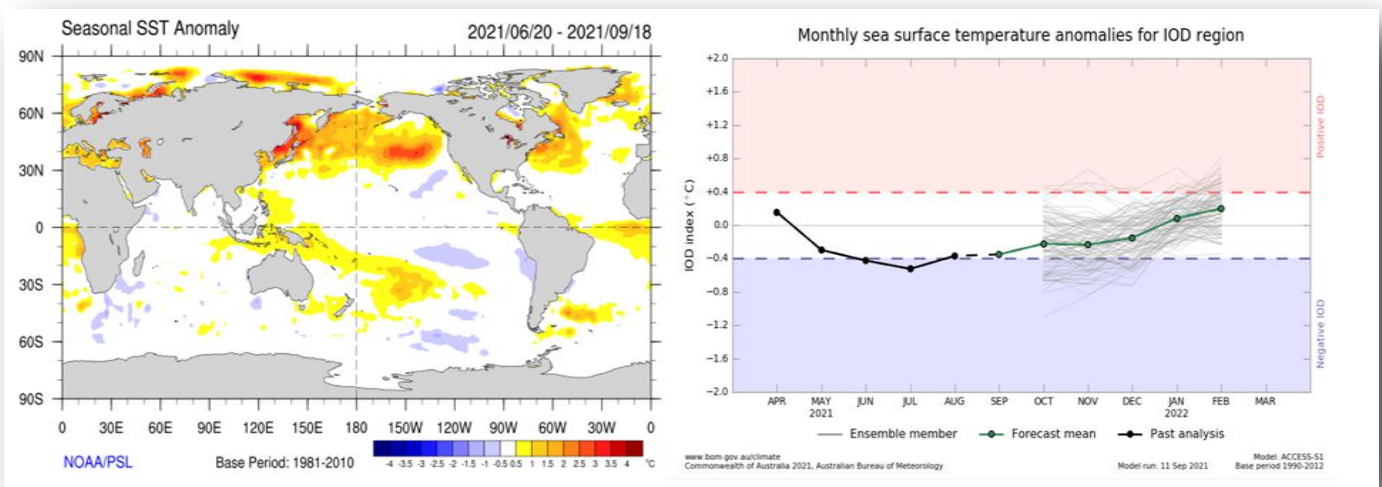 Seasonal SST Anomaly 2021/06/20 - 2021/09/18
90N
60N
30N
0
30S
60S
90S
0 30E 60E 90E 120E 150E 180 150W 120W 90W 60W 30W 0
NOAA/PSL
Base Period: 1981-2010
-4 -3.5 -3 -2.5 -2 -1.5 -1 -0.5 0.5 1 1.5 2 2.5 3 3.5 4 °C
Monthly sea surface temperature anomalies for IOD region
IOD index (°C)
+2.0
+1.6
+1.2
+0.8
+0.4
0.0
−0.4
−0.8
−1.2
−1.6
−2.0
Positive IOD
Negative IOD
APR MAY JUN JUL AUG SEP OCT NOV DEC JAN FEB MAR
2021 2022
Ensemble member Forecast mean Past analysis
www.bom.gov.au/climate Model: ACCESS-S1
Commonwealth of Australia 2021, Australian Bureau of Meteorology Model run: 11 Sep 2021 Base period 1990-2012